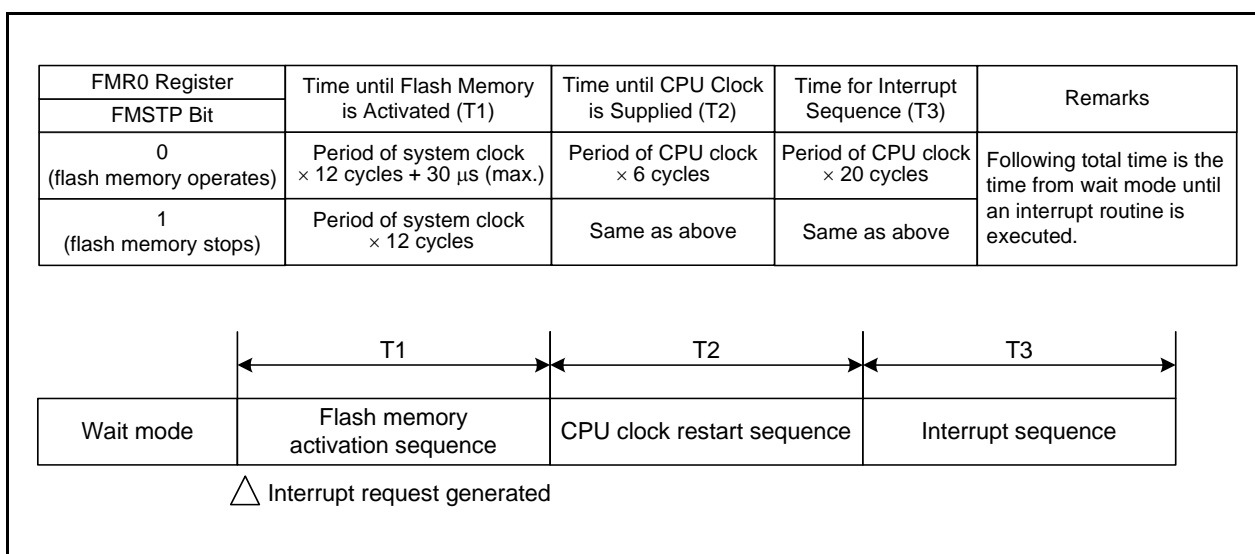 FMR0 Register
FMSTP Bit
Time until Flash Memory
is Activated (T1)
Time until CPU Clock
is Supplied (T2)
Time for Interrupt
Sequence (T3)
Remarks
0
(flash memory operates)
Period of system clock
× 12 cycles + 30 μs (max.)
Period of CPU clock
× 6 cycles
Period of CPU clock
× 20 cycles
Following total time is the
time from wait mode until
an interrupt routine is
executed.
1
(flash memory stops)
Period of system clock
× 12 cycles
Same as above
Same as above
T1
T2
T3
Wait mode
Flash memory
activation sequence
CPU clock restart sequence
Interrupt sequence
Interrupt request generated